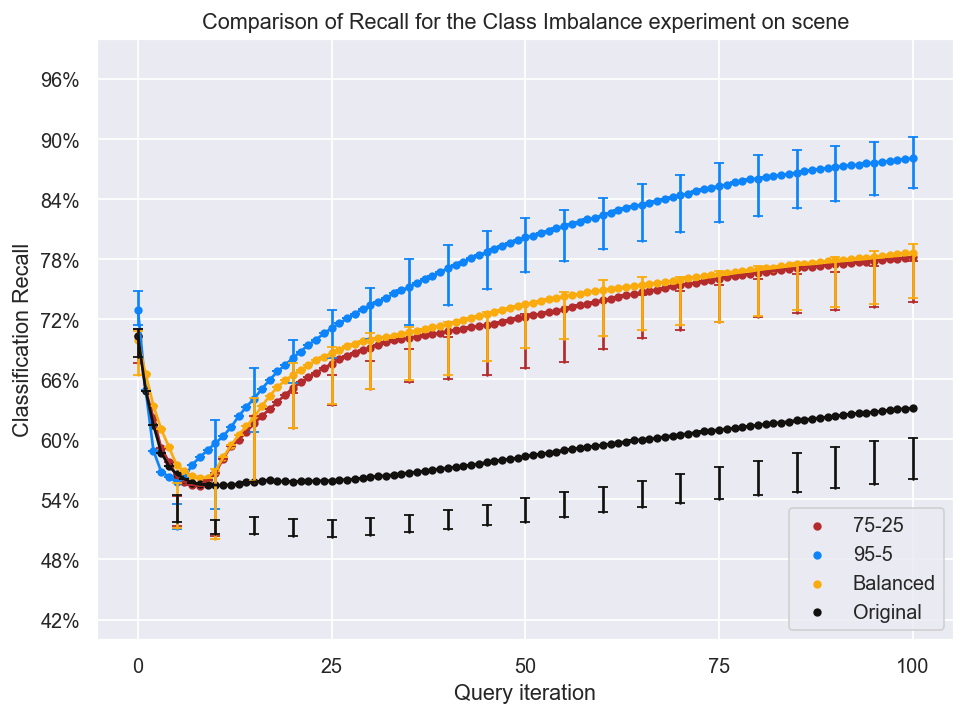 Comparison of Recall for the Class Imbalance experiment on scene
96%
90%
84%
78%
72%
66%
60%
54%
48%
42%
Classification Recall
75-25
95-5
Balanced
Original
0 25 50 75 100
Query iteration